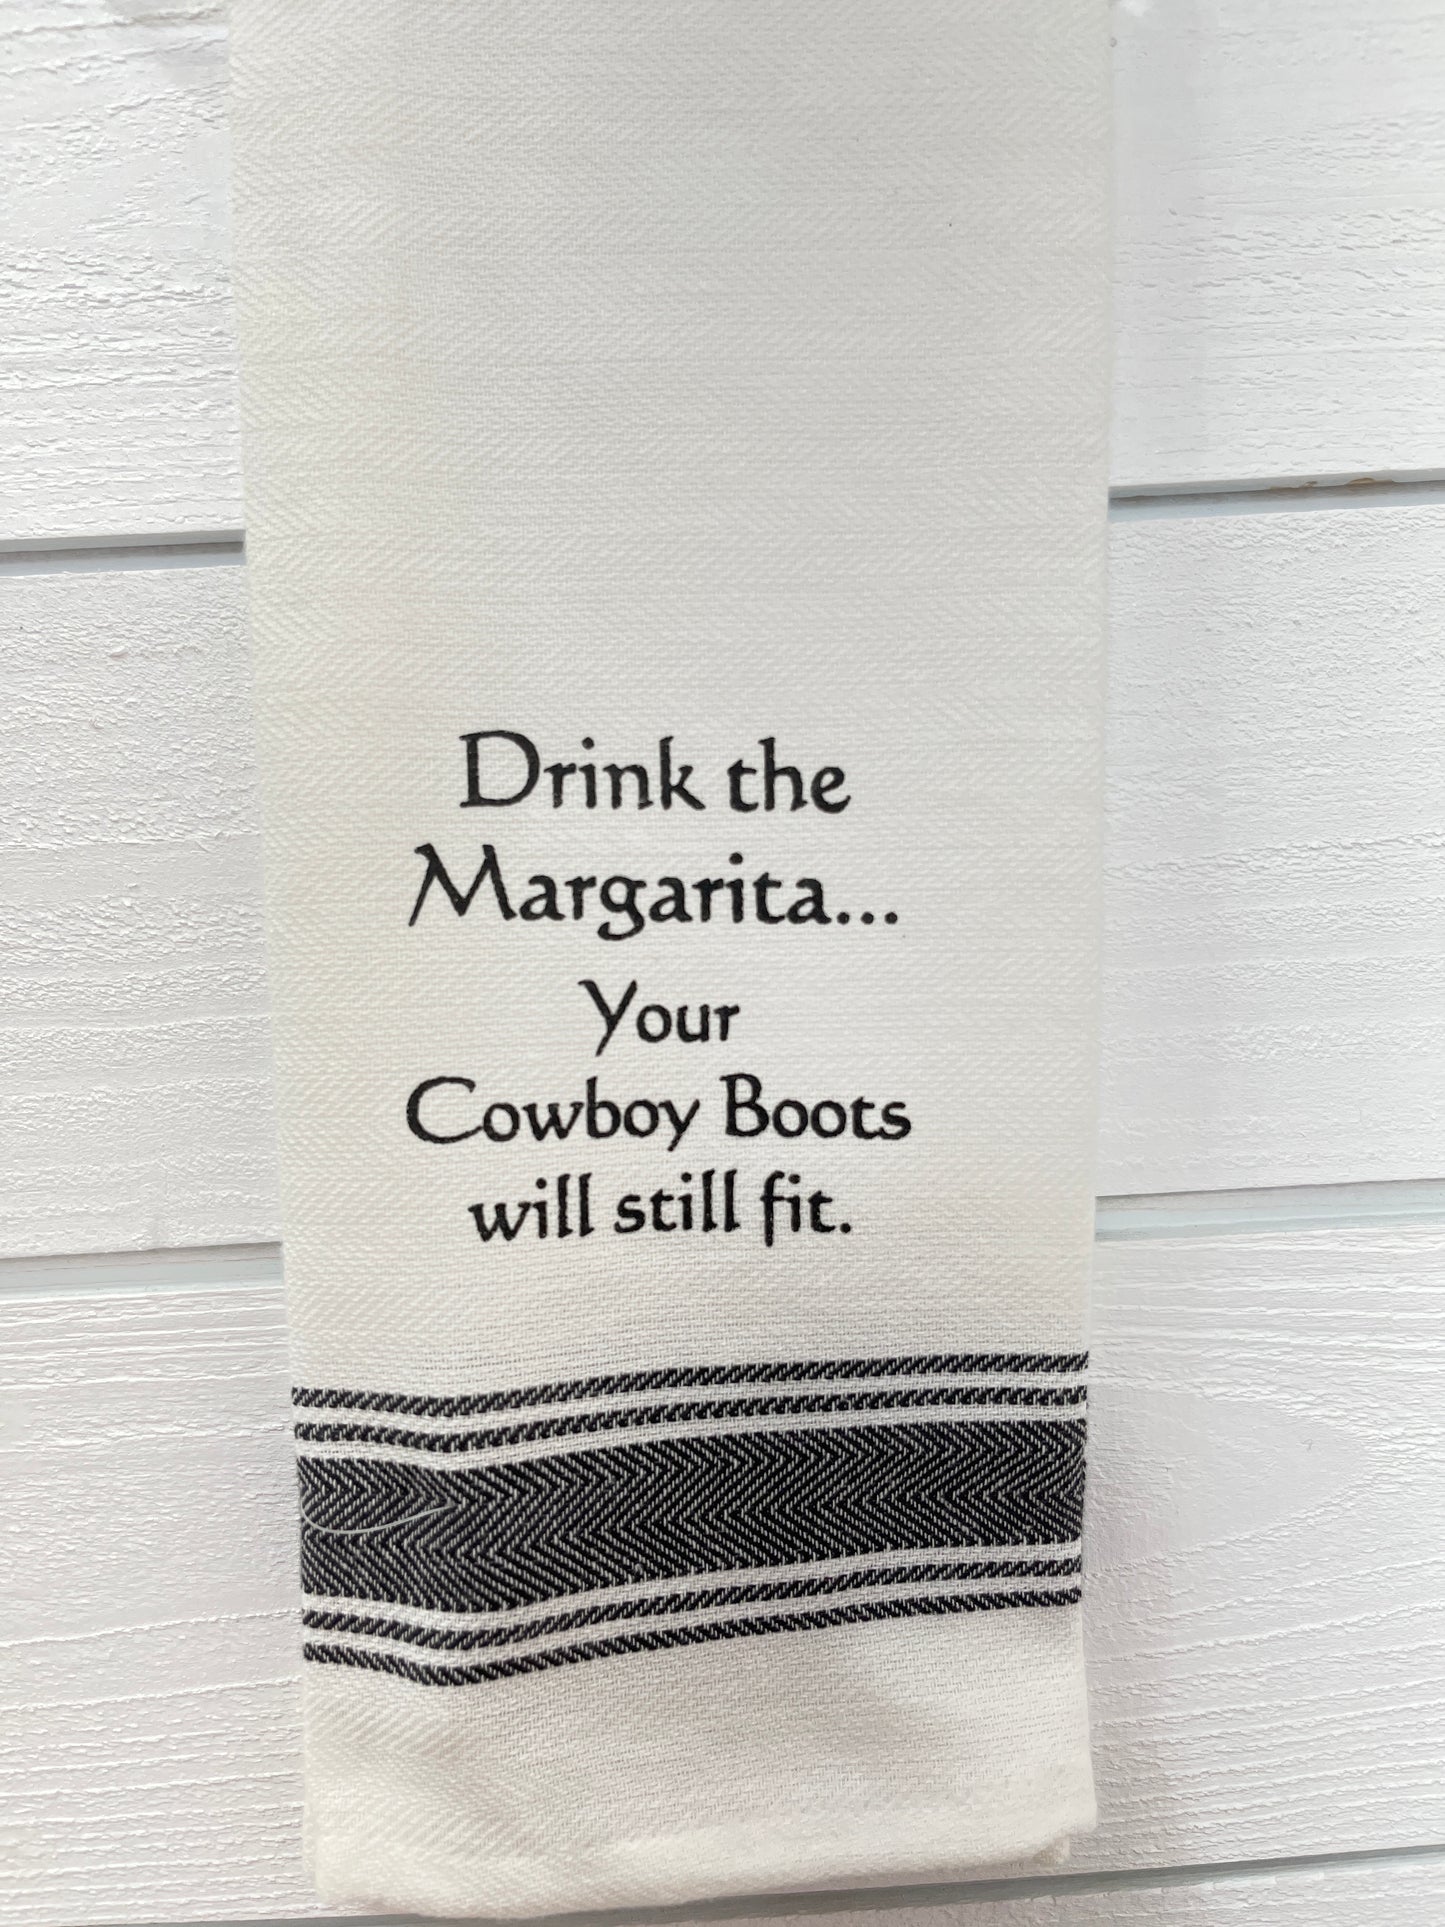 Drink the
Margarita...
Your
Cowboy Boots
will still fit.